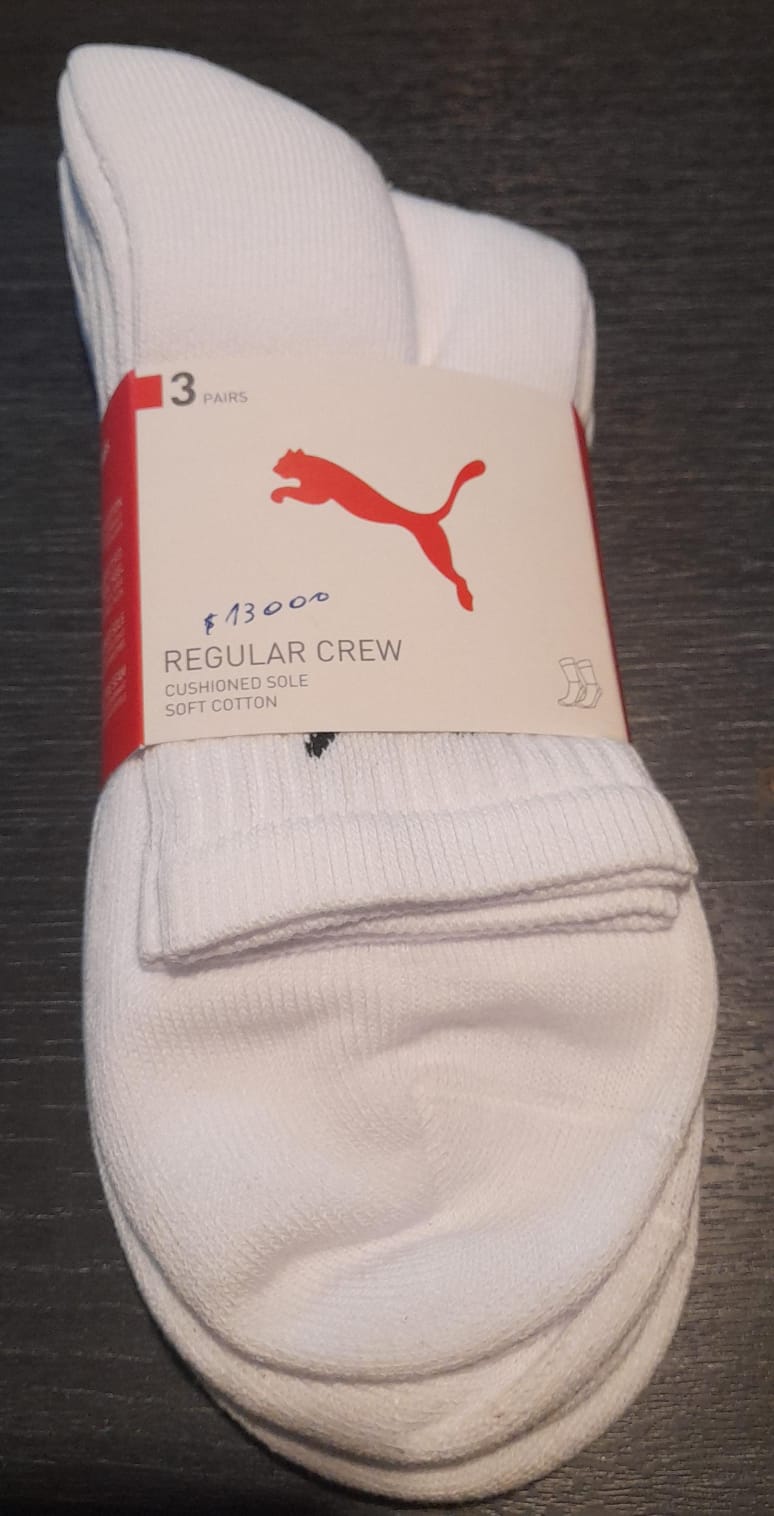 3 PAIRS
$13000
REGULAR CREW
CUSHIONED SOLE
SOFT COTTON